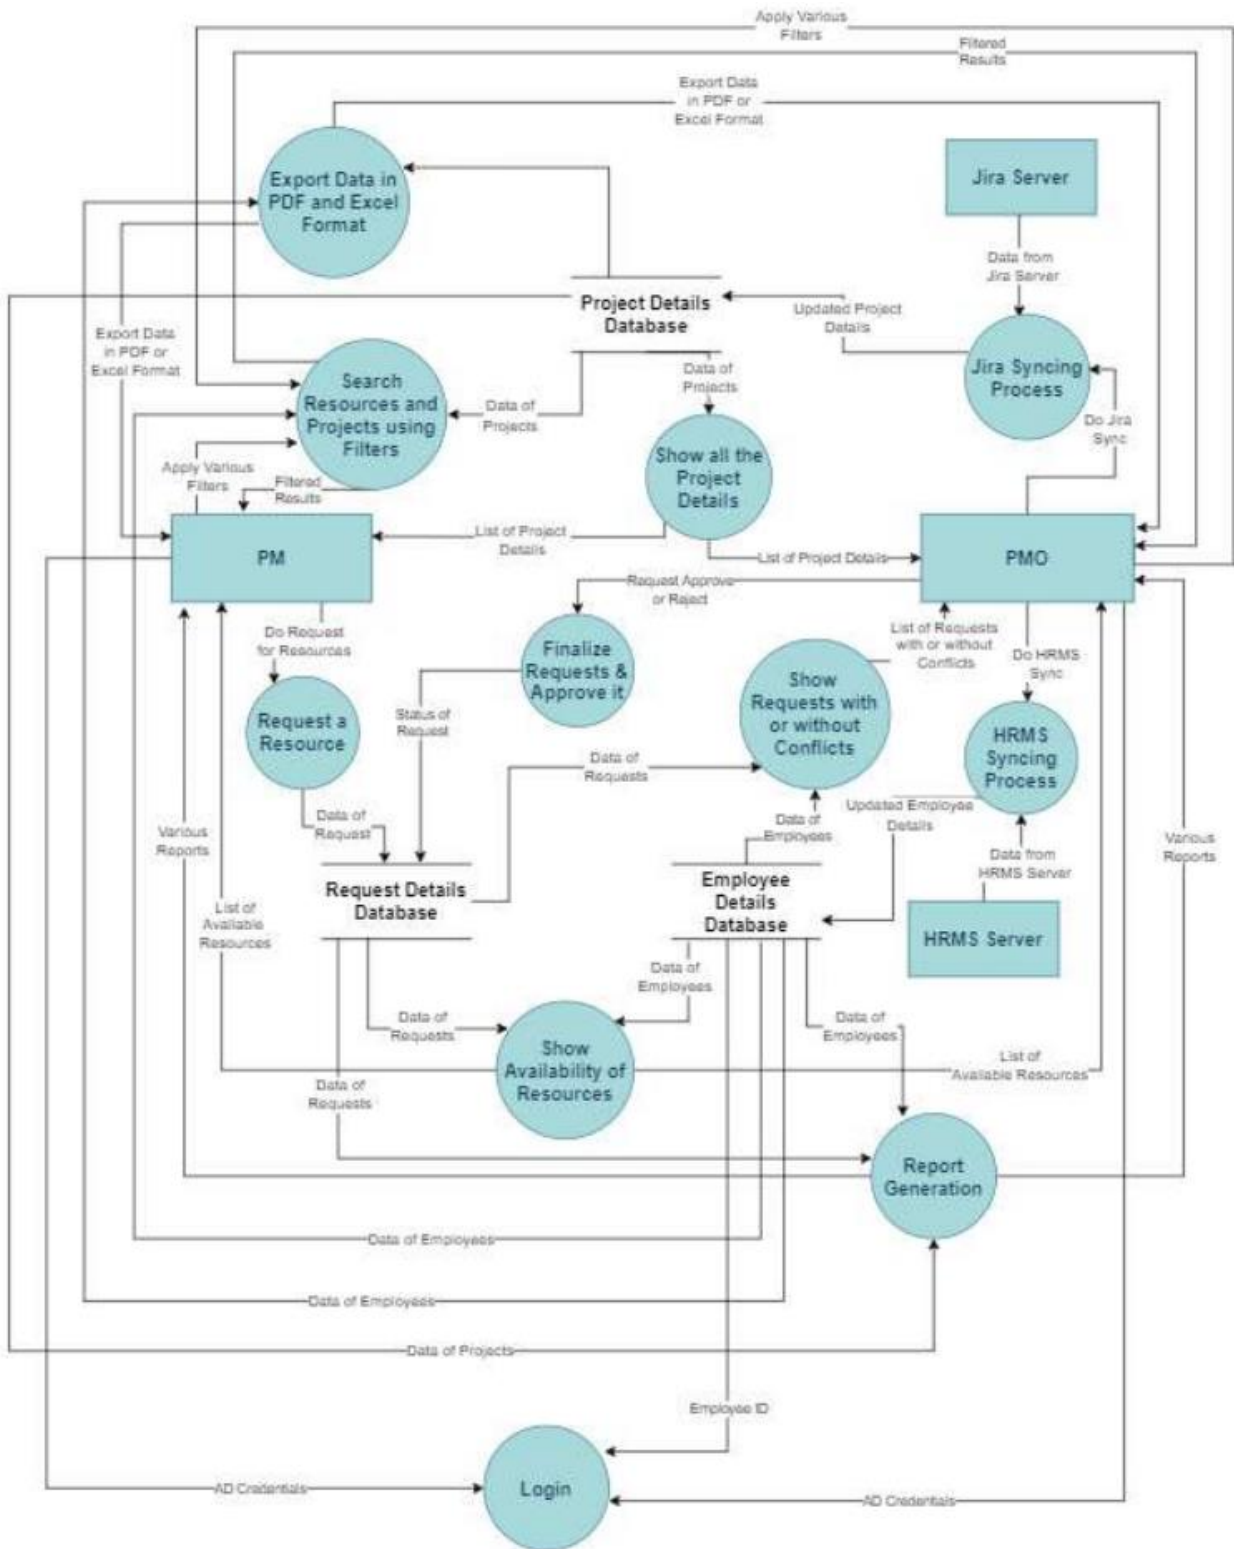 Apply Various
Filters
Filtered
Results
Export Data
in PDF or
Excel Format
Export Data in
PDF and Excel
Format
Jira Server
Data from
Jira Server
Project Details
Database
Updated Project
Details
Export Data
in PDF or
Excel Format
Search
Resources and
Projects using
Filters
Data of
Projects
Data of
Projects
Jira Syncing
Process
Do Jira
Sync
Show all the
Project
Details
Apply Various
Filters
Filtered
Results
List of Project
Details
PM
List of Project Details
PMO
Request Approve
or Reject
Do Request
for Resources
Finalize
Requests &
Approve it
List of Requests
with or without
Conflicts
Do HRMS
Sync
Show
Requests with
or without
Conflicts
Request a
Resource
Status of
Request
HRMS
Syncing
Process
Data of
Requests
Data of
Request
Various
Reports
Data of
Employees
Updated Employee
Details
Data from
HRMS Server
Various
Reports
Request Details
Database
Employee
Details
Database
List of
Available
Resources
HRMS Server
Data of
Employees
Data of
Requests
Data of
Employees
Show
Availability of
Resources
List of
Available Resources
Data of
Requests
Report
Generation
Data of Employees
Data of Employees
Data of Projects
Employee ID
Login
AD Credentials
AD Credentials